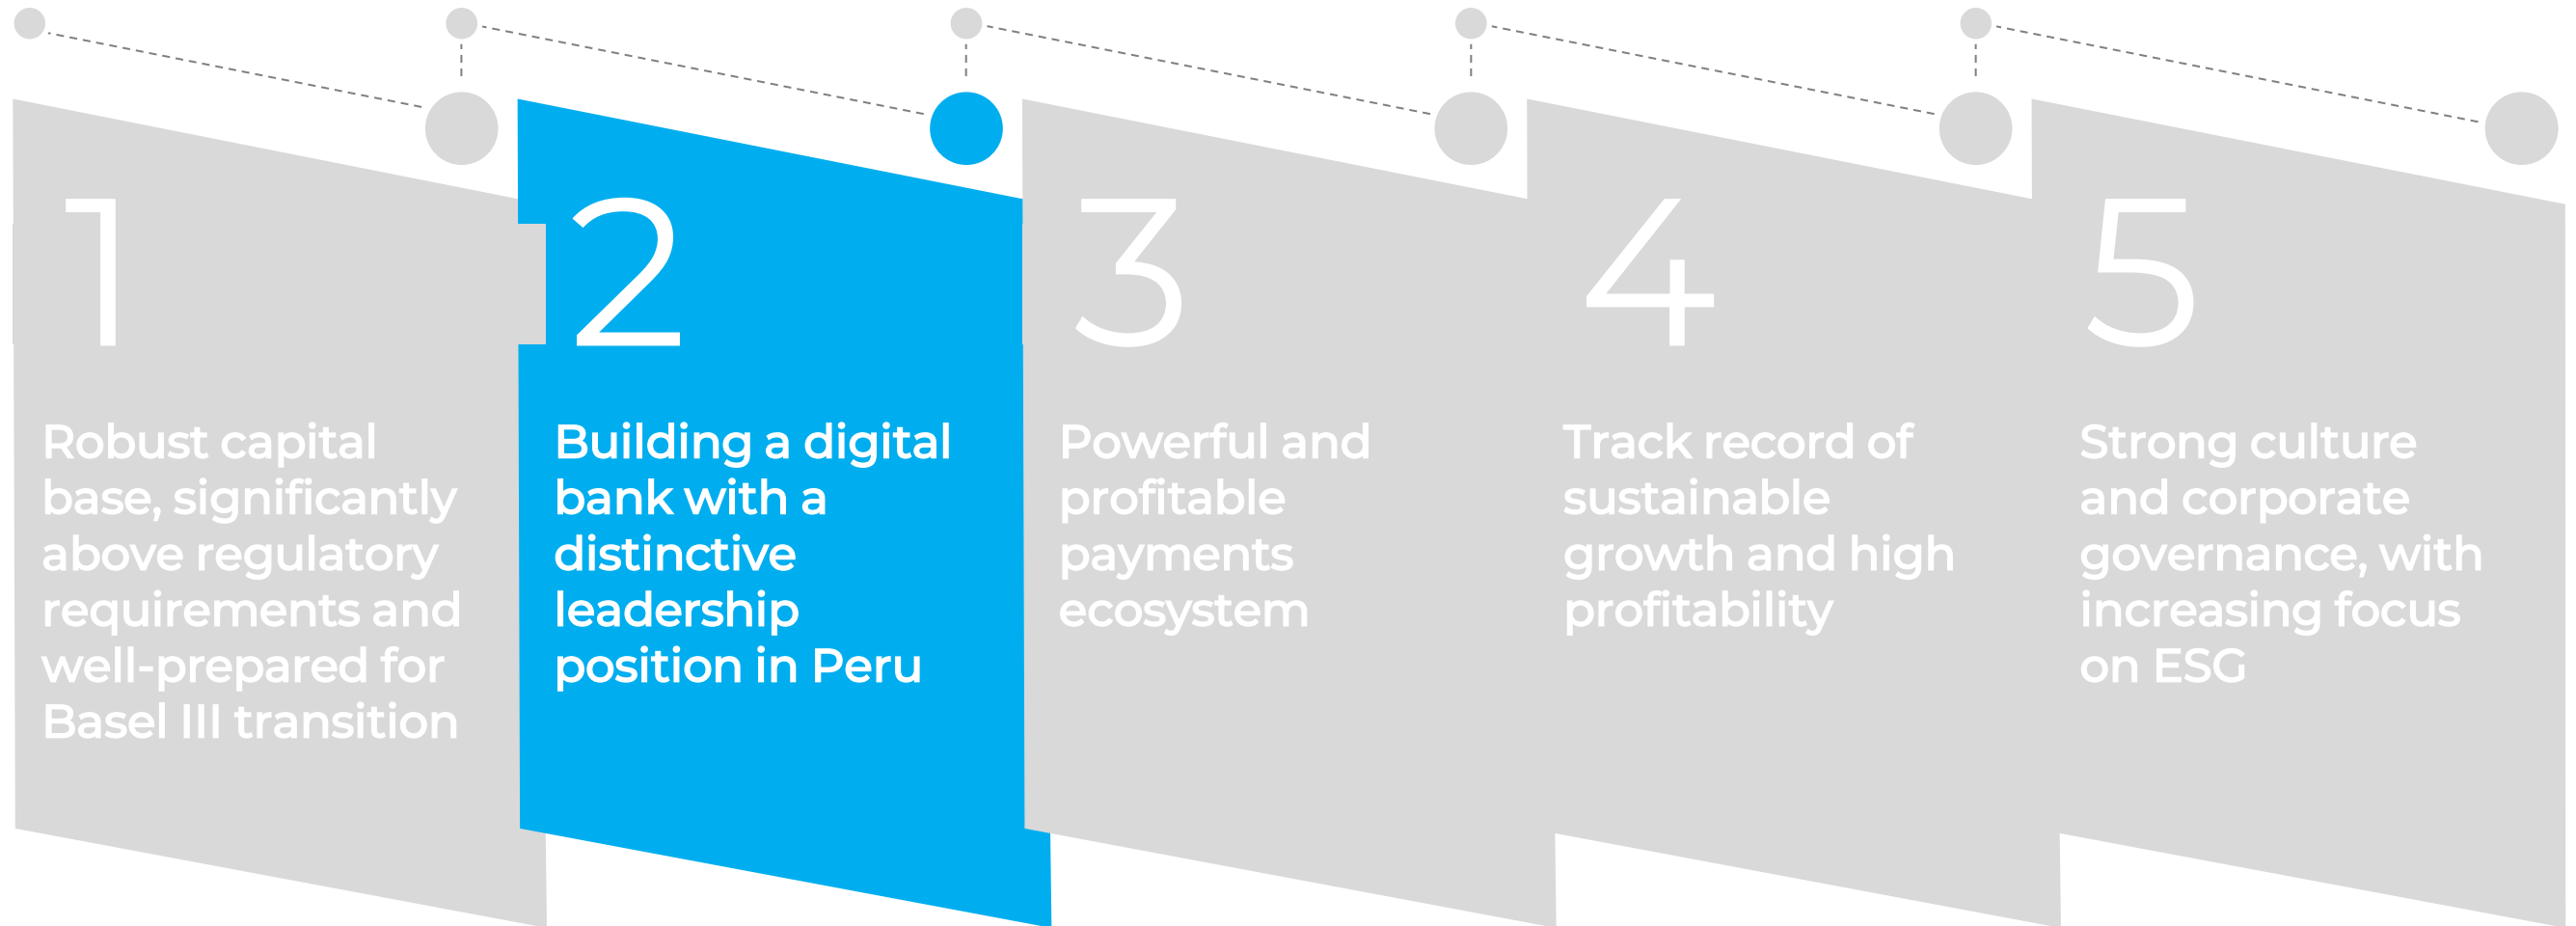 1
Robust capital
base, significantly
above regulatory
requirements and
well-prepared for
Basel III transition
2
Building a digital
bank with a
distinctive
leadership
position in Peru
3
Powerful and
profitable
payments
ecosystem
4
Track record of
sustainable
growth and high
profitability
5
Strong culture
and corporate
governance, with
increasing focus
on ESG